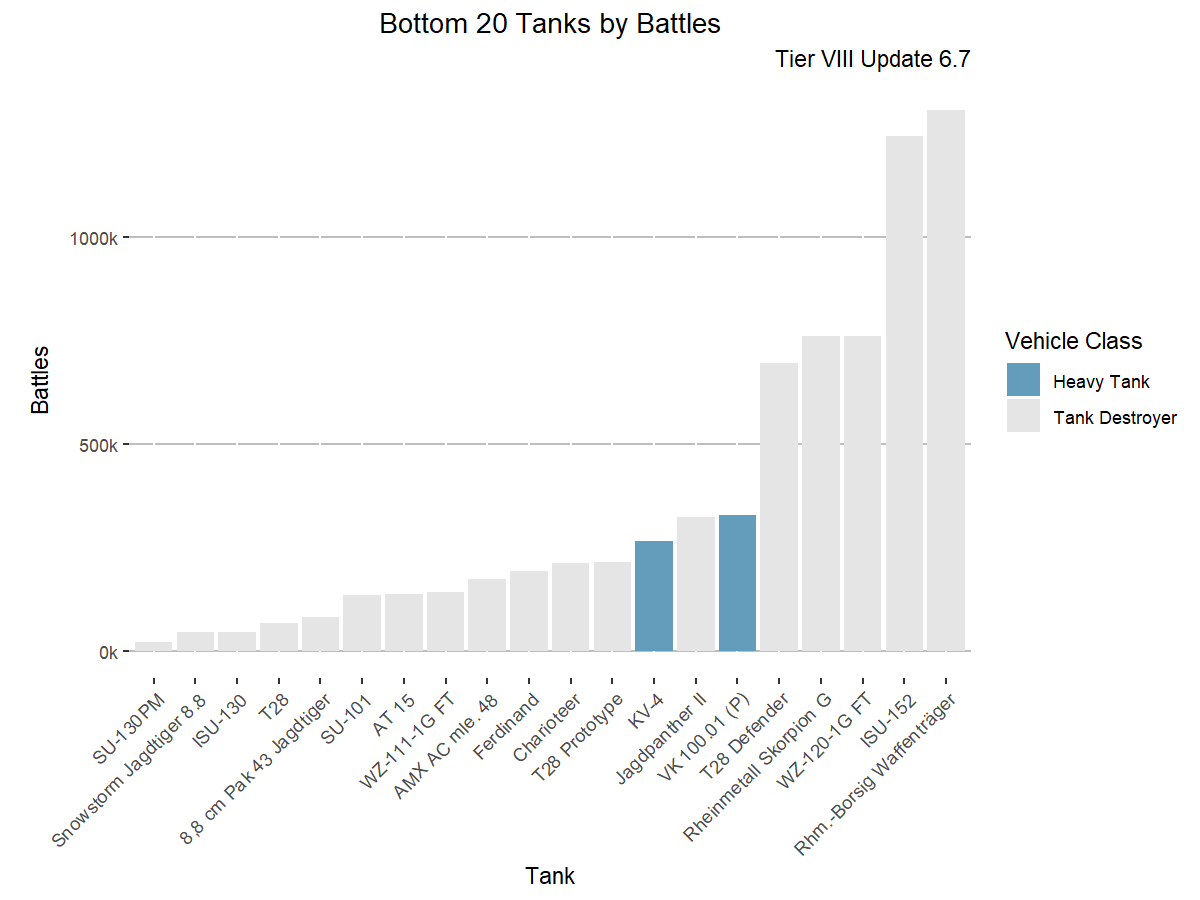 Bottom 20 Tanks by Battles
Tier VIII Update 6.7
1000k
500k
0k
Battles
SU-130PM
Snowstorm Jagdtiger 8.8
ISU-130
T28
8,8 cm Pak 43 Jagdtiger
SU-101
AT 15
WZ-111-1G FT
AMX AC mle. 48
Ferdinand
Charioteer
T28 Prototype
KV-4
Jagdpanther II
VK 100.01 (P)
T28 Defender
Rheinmetall Skorpion G
WZ-120-1G FT
ISU-152
Rhm.-Borsig Waffenträger
Tank
Vehicle Class
Heavy Tank
Tank Destroyer